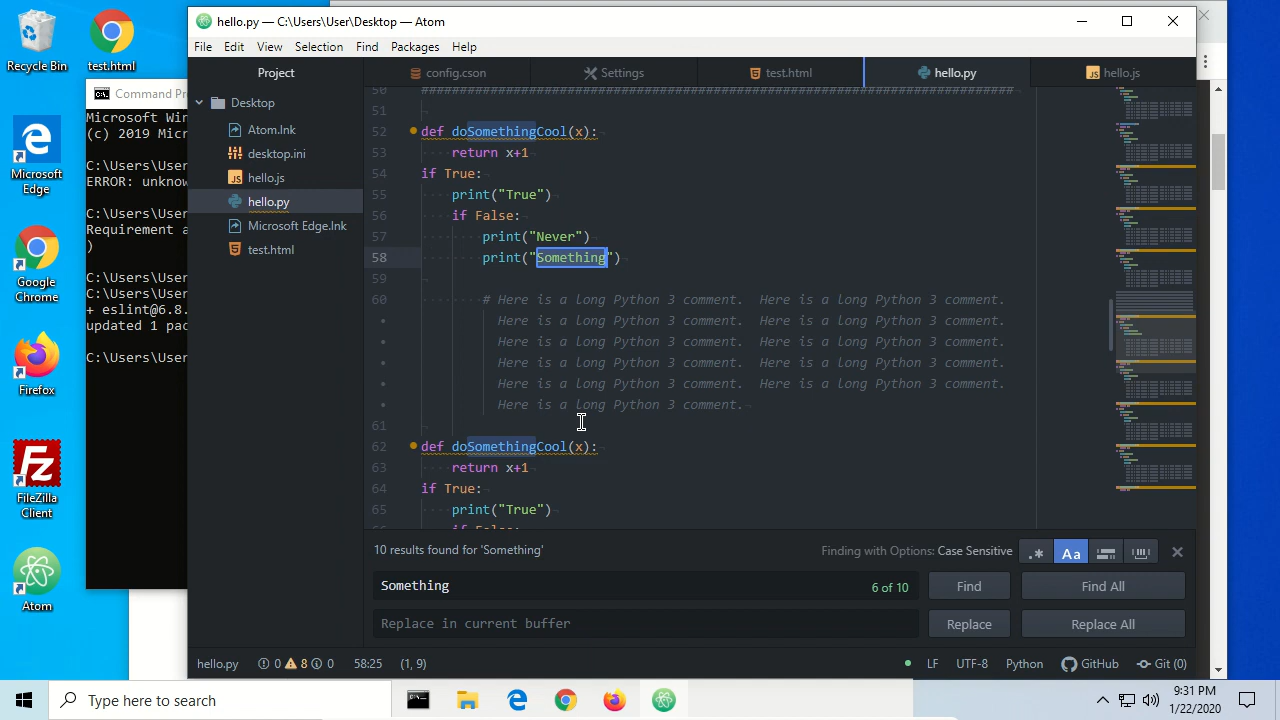 Recycle Bin
test.html
Microsoft Edge
Google Chrome
Firefox
FileZilla Client
Atom
Command Pr
Microsoft Win
(c) 2019 Micr
C:\Users\User
ERROR: unknow
C:\Users\User
Requirement a
)
C:\Users\User
C:\Users\User
+ eslint@6.8.
updated 1 pac
C:\Users\User
hello.py — C:\Users\User\Desktop — Atom
File Edit View Selection Find Packages Help
Project
Desktop
Atom.lnk
desktop.ini
hello.js
hello.py
Microsoft Edge.lnk
test.html
config.cson Settings test.html hello.py hello.js
51
52 def doSomethingCool(x):
53 return x+1
54 if True:
55 print("True")
56 if False:
57 print("Never")
58 print("Something")
59
60 # Here is a long Python 3 comment.  Here is a long Python 3 comment.
Here is a long Python 3 comment.  Here is a long Python 3 comment.
Here is a long Python 3 comment.  Here is a long Python 3 comment.
Here is a long Python 3 comment.  Here is a long Python 3 comment.
Here is a long Python 3 comment.  Here is a long Python 3 comment.
Here is a long Python 3 comment.
61
62 def doSomethingCool(x):
63 return x+1
64 if True:
65 print("True")
10 results found for 'Something'
Finding with Options: Case Sensitive .* Aa
Something 6 of 10 Find Find All
Replace in current buffer Replace Replace All
hello.py 0 8 0 58:25 (1, 9) LF UTF-8 Python GitHub Git (0)
Type here to search
9:31 PM
1/22/2020